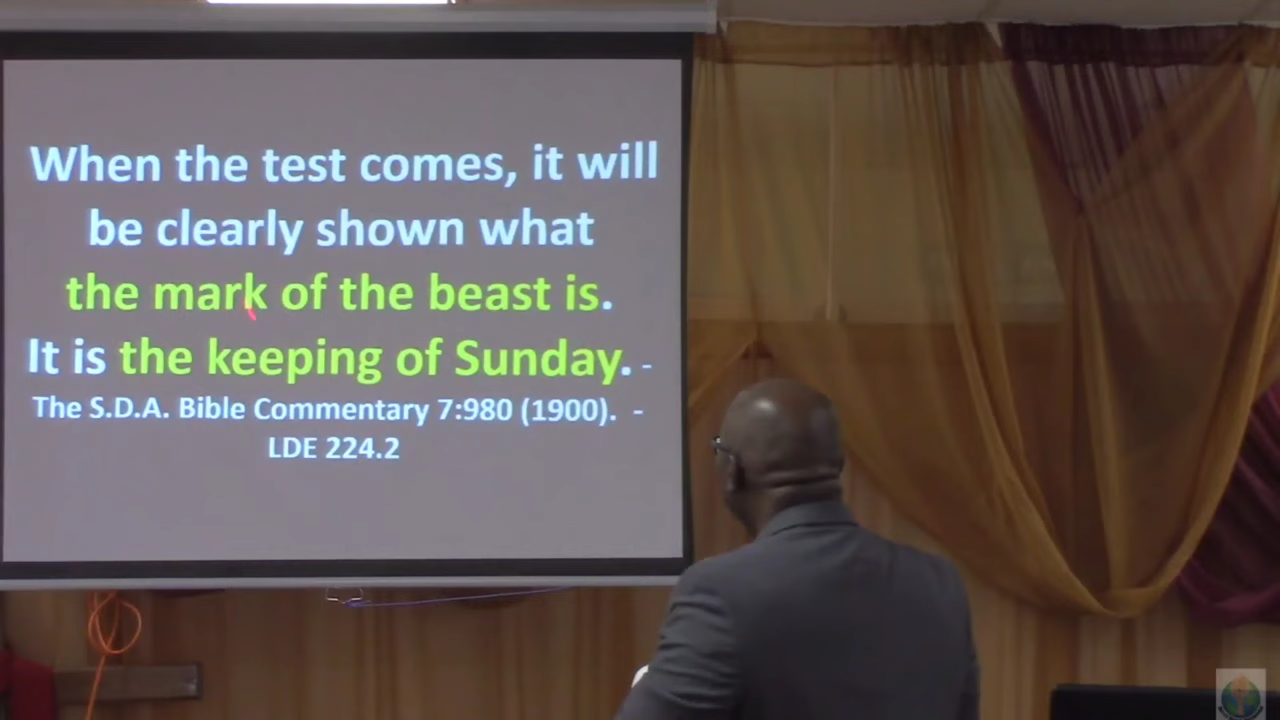 When the test comes, it will
be clearly shown what
the mark of the beast is.
It is the keeping of Sunday. -
The S.D.A. Bible Commentary 7:980 (1900). -
LDE 224.2